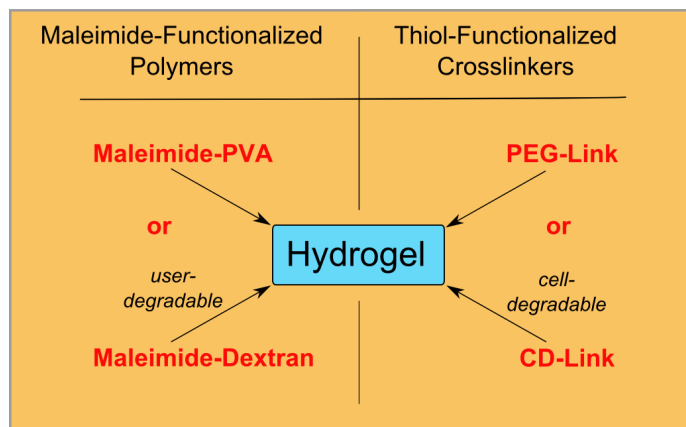 Maleimide-Functionalized
Polymers
Thiol-Functionalized
Crosslinkers
Maleimide-PVA
PEG-Link
or
or
Hydrogel
user-
degradable
cell-
degradable
Maleimide-Dextran
CD-Link